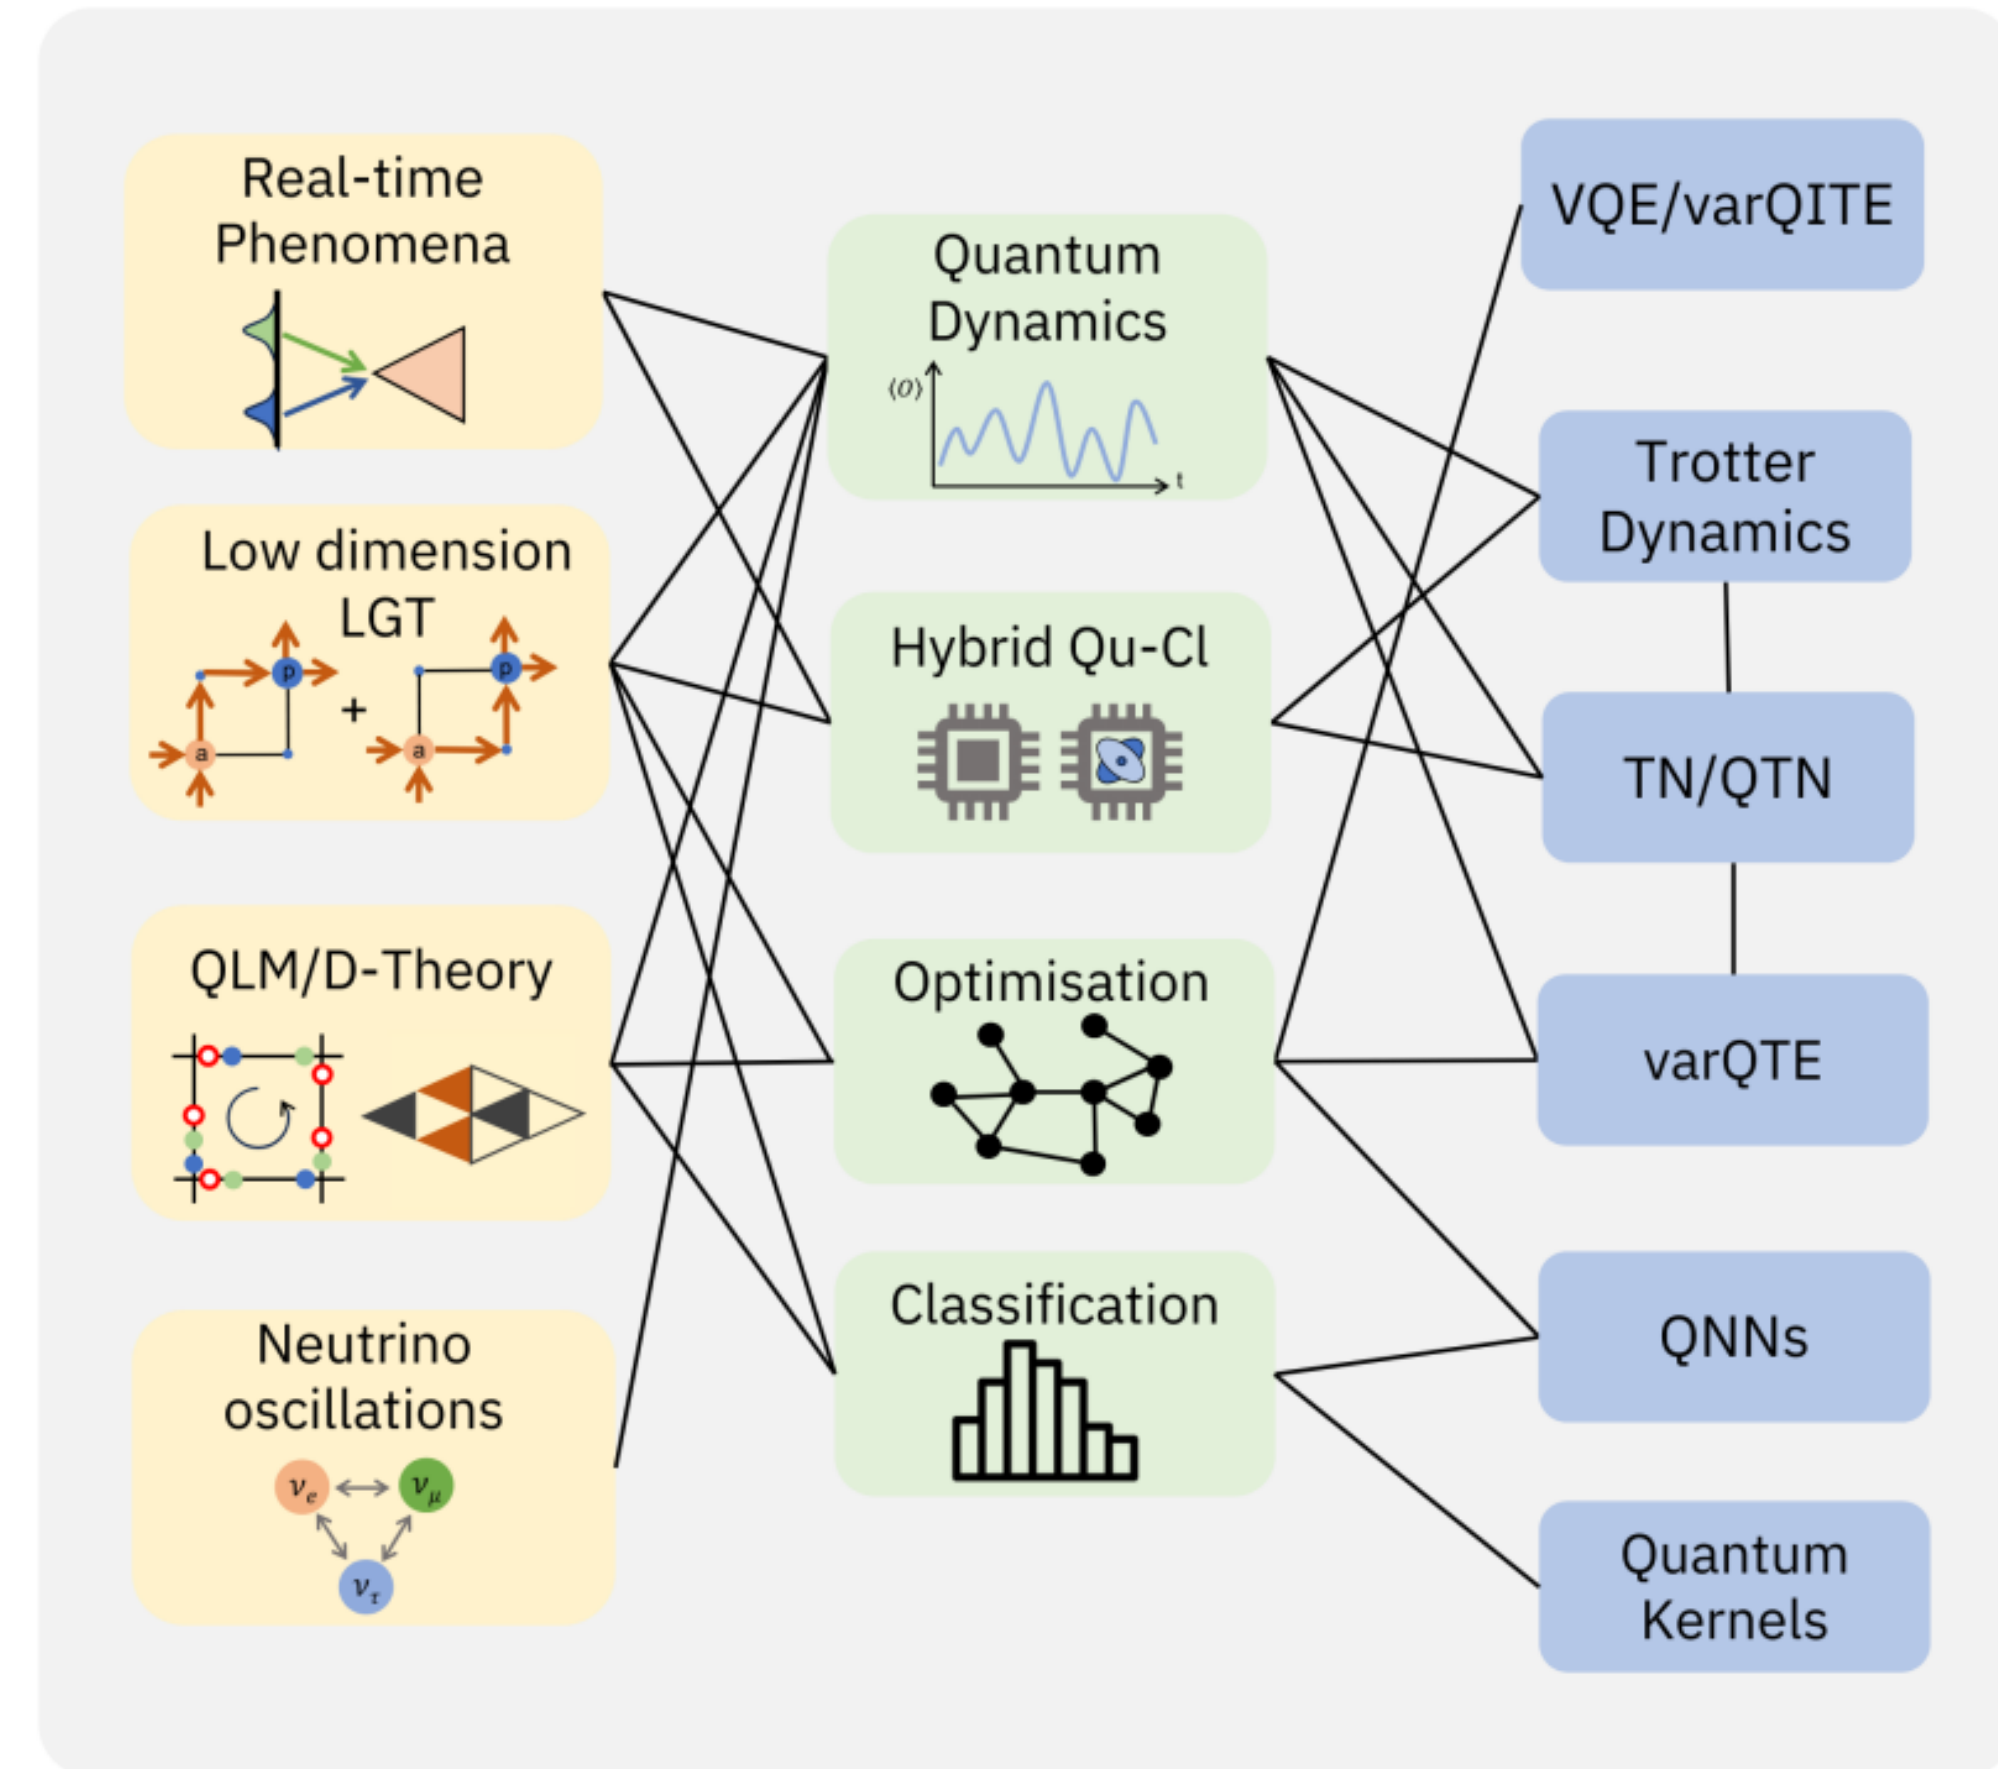 Real-time
Phenomena
Low dimension
LGT
p
p
+
a
a
QLM/D-Theory
Neutrino
oscillations
νe
νμ
ντ
Quantum
Dynamics
⟨O⟩
t
Hybrid Qu-Cl
Optimisation
Classification
VQE/varQITE
Trotter
Dynamics
TN/QTN
varQTE
QNNs
Quantum
Kernels